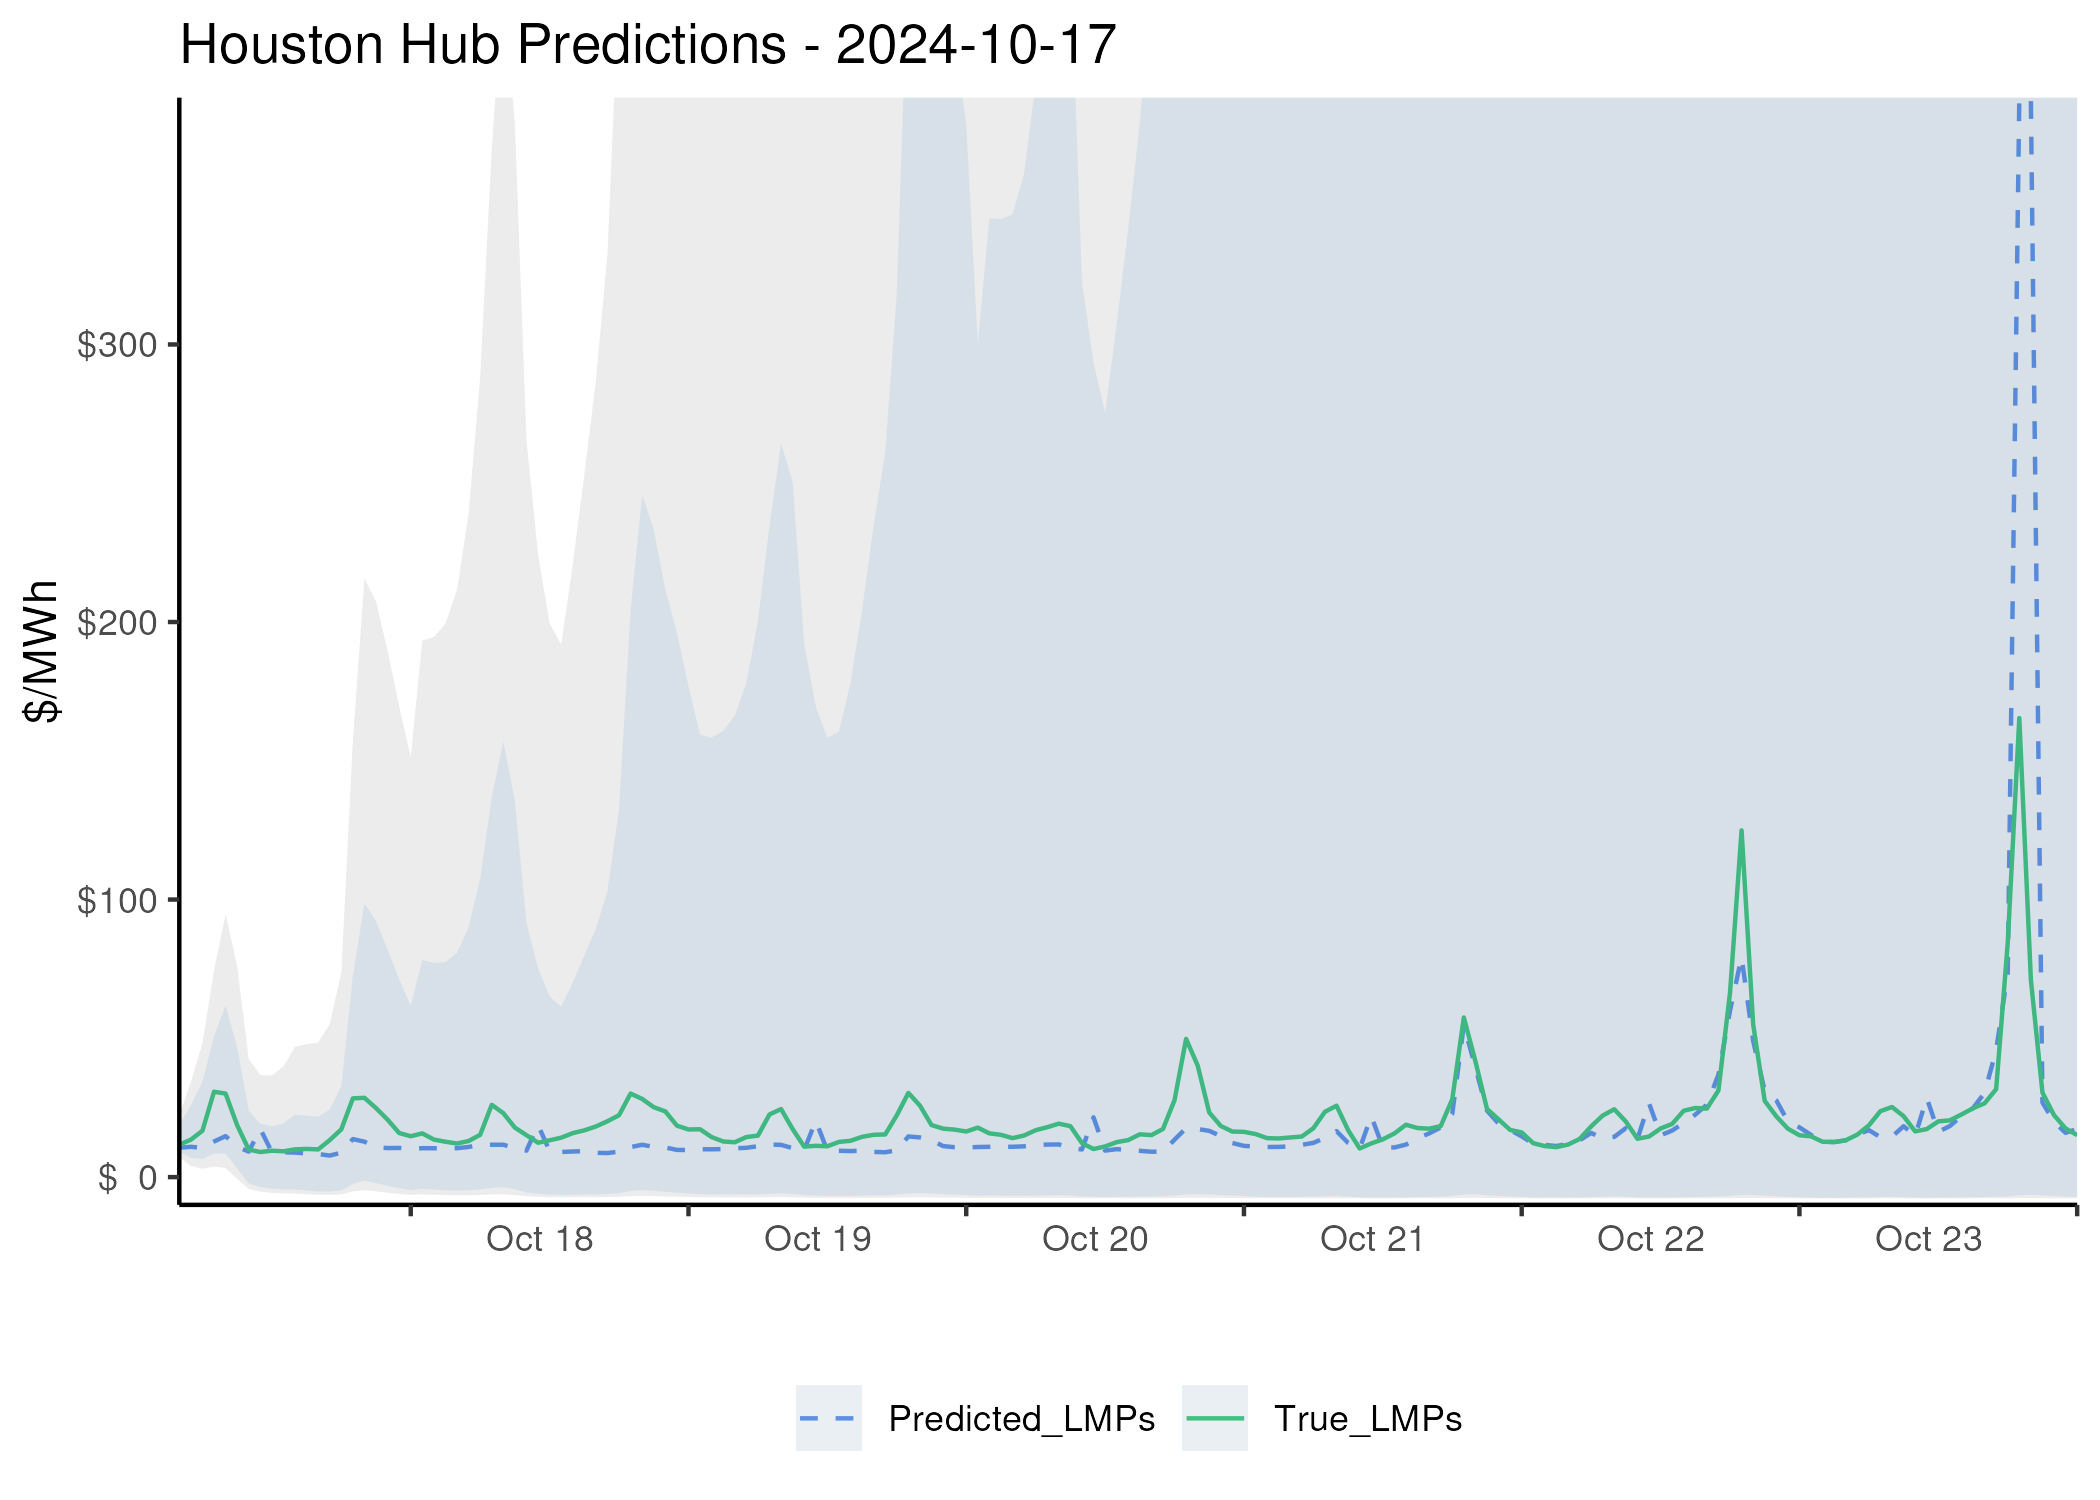 Houston Hub Predictions - 2024-10-17
$/MWh
$300
$200
$100
$ 0
Oct 18 Oct 19 Oct 20 Oct 21 Oct 22 Oct 23
Predicted_LMPs True_LMPs